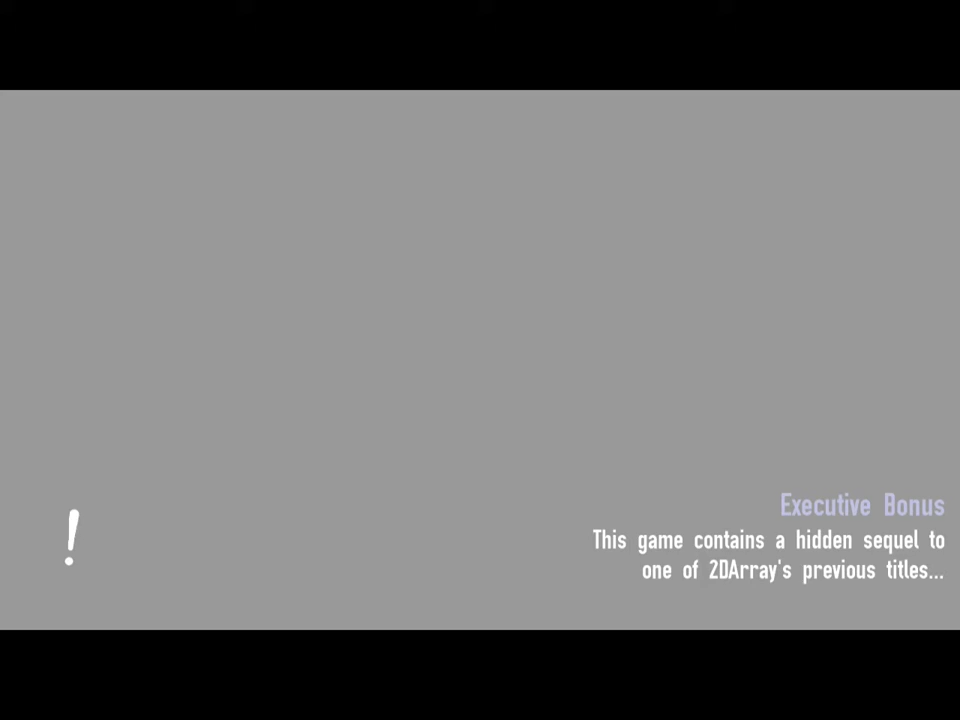 Executive Bonus
!
This game contains a hidden sequel to
one of 2DArray's previous titles...